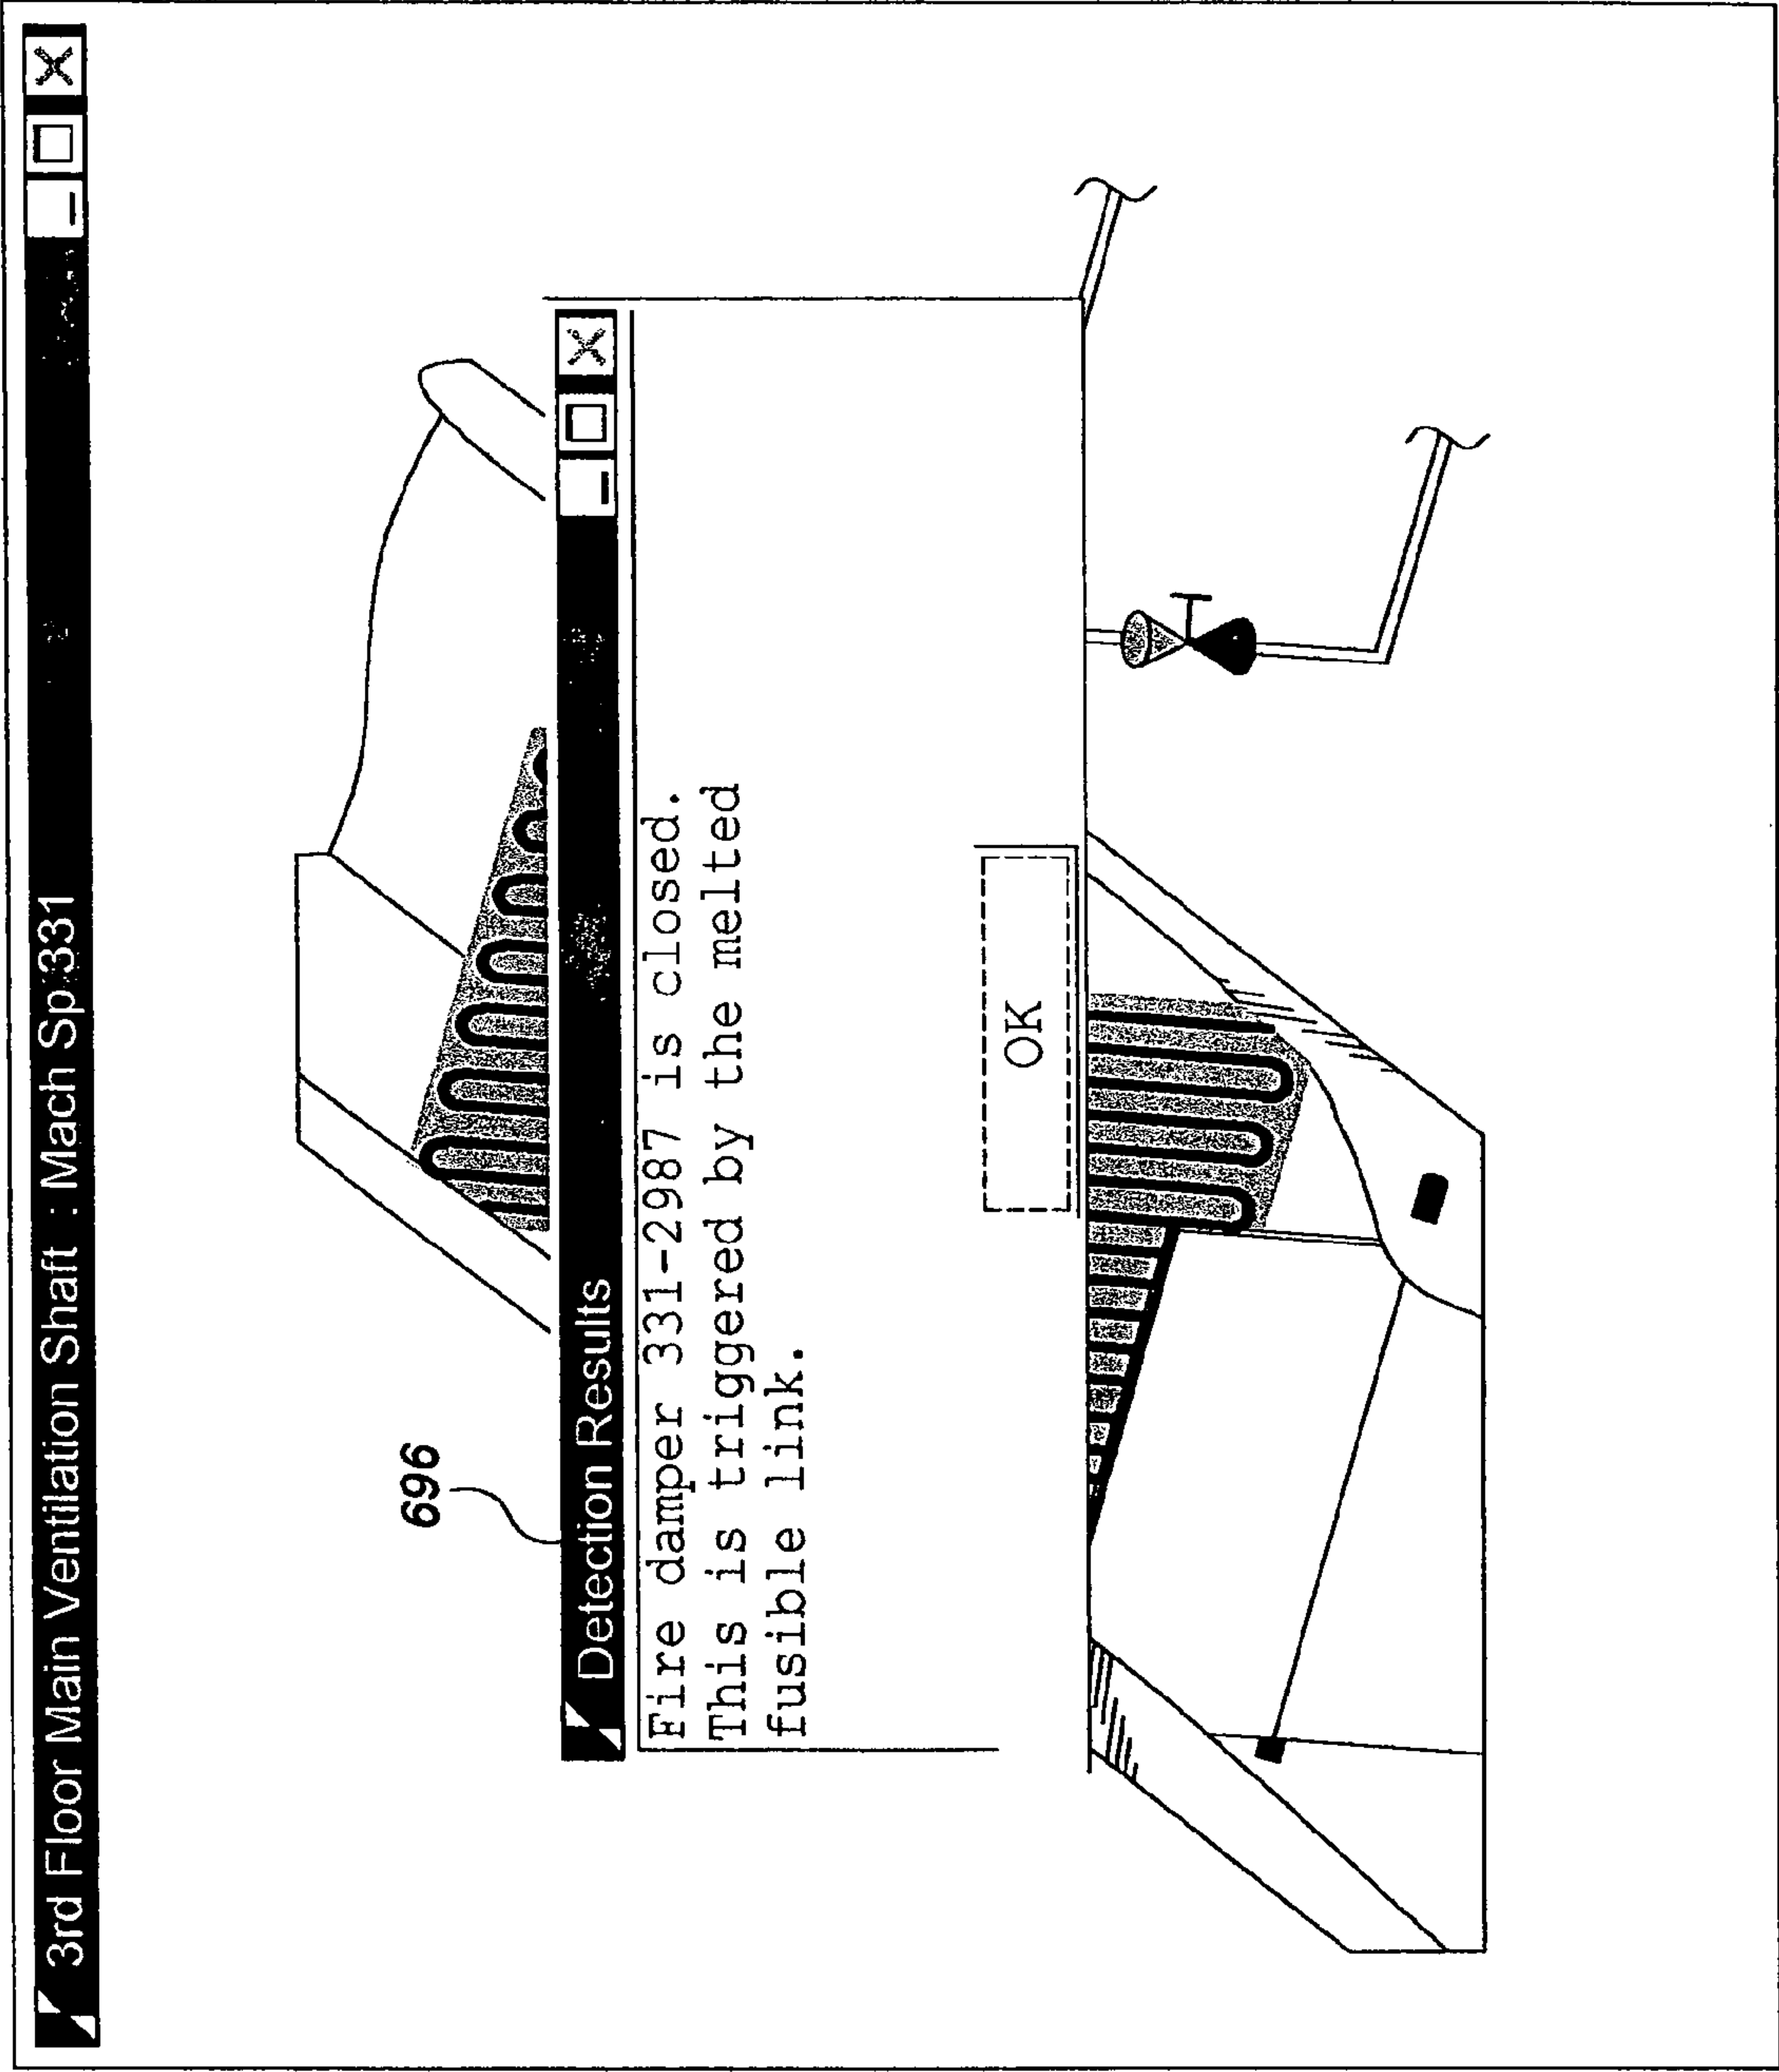 3rd Floor Main Ventilation Shaft : Mach Sp 331
696
Detection Results
Fire damper 331-2987 is closed.
This is triggered by the melted
fusible link.
OK